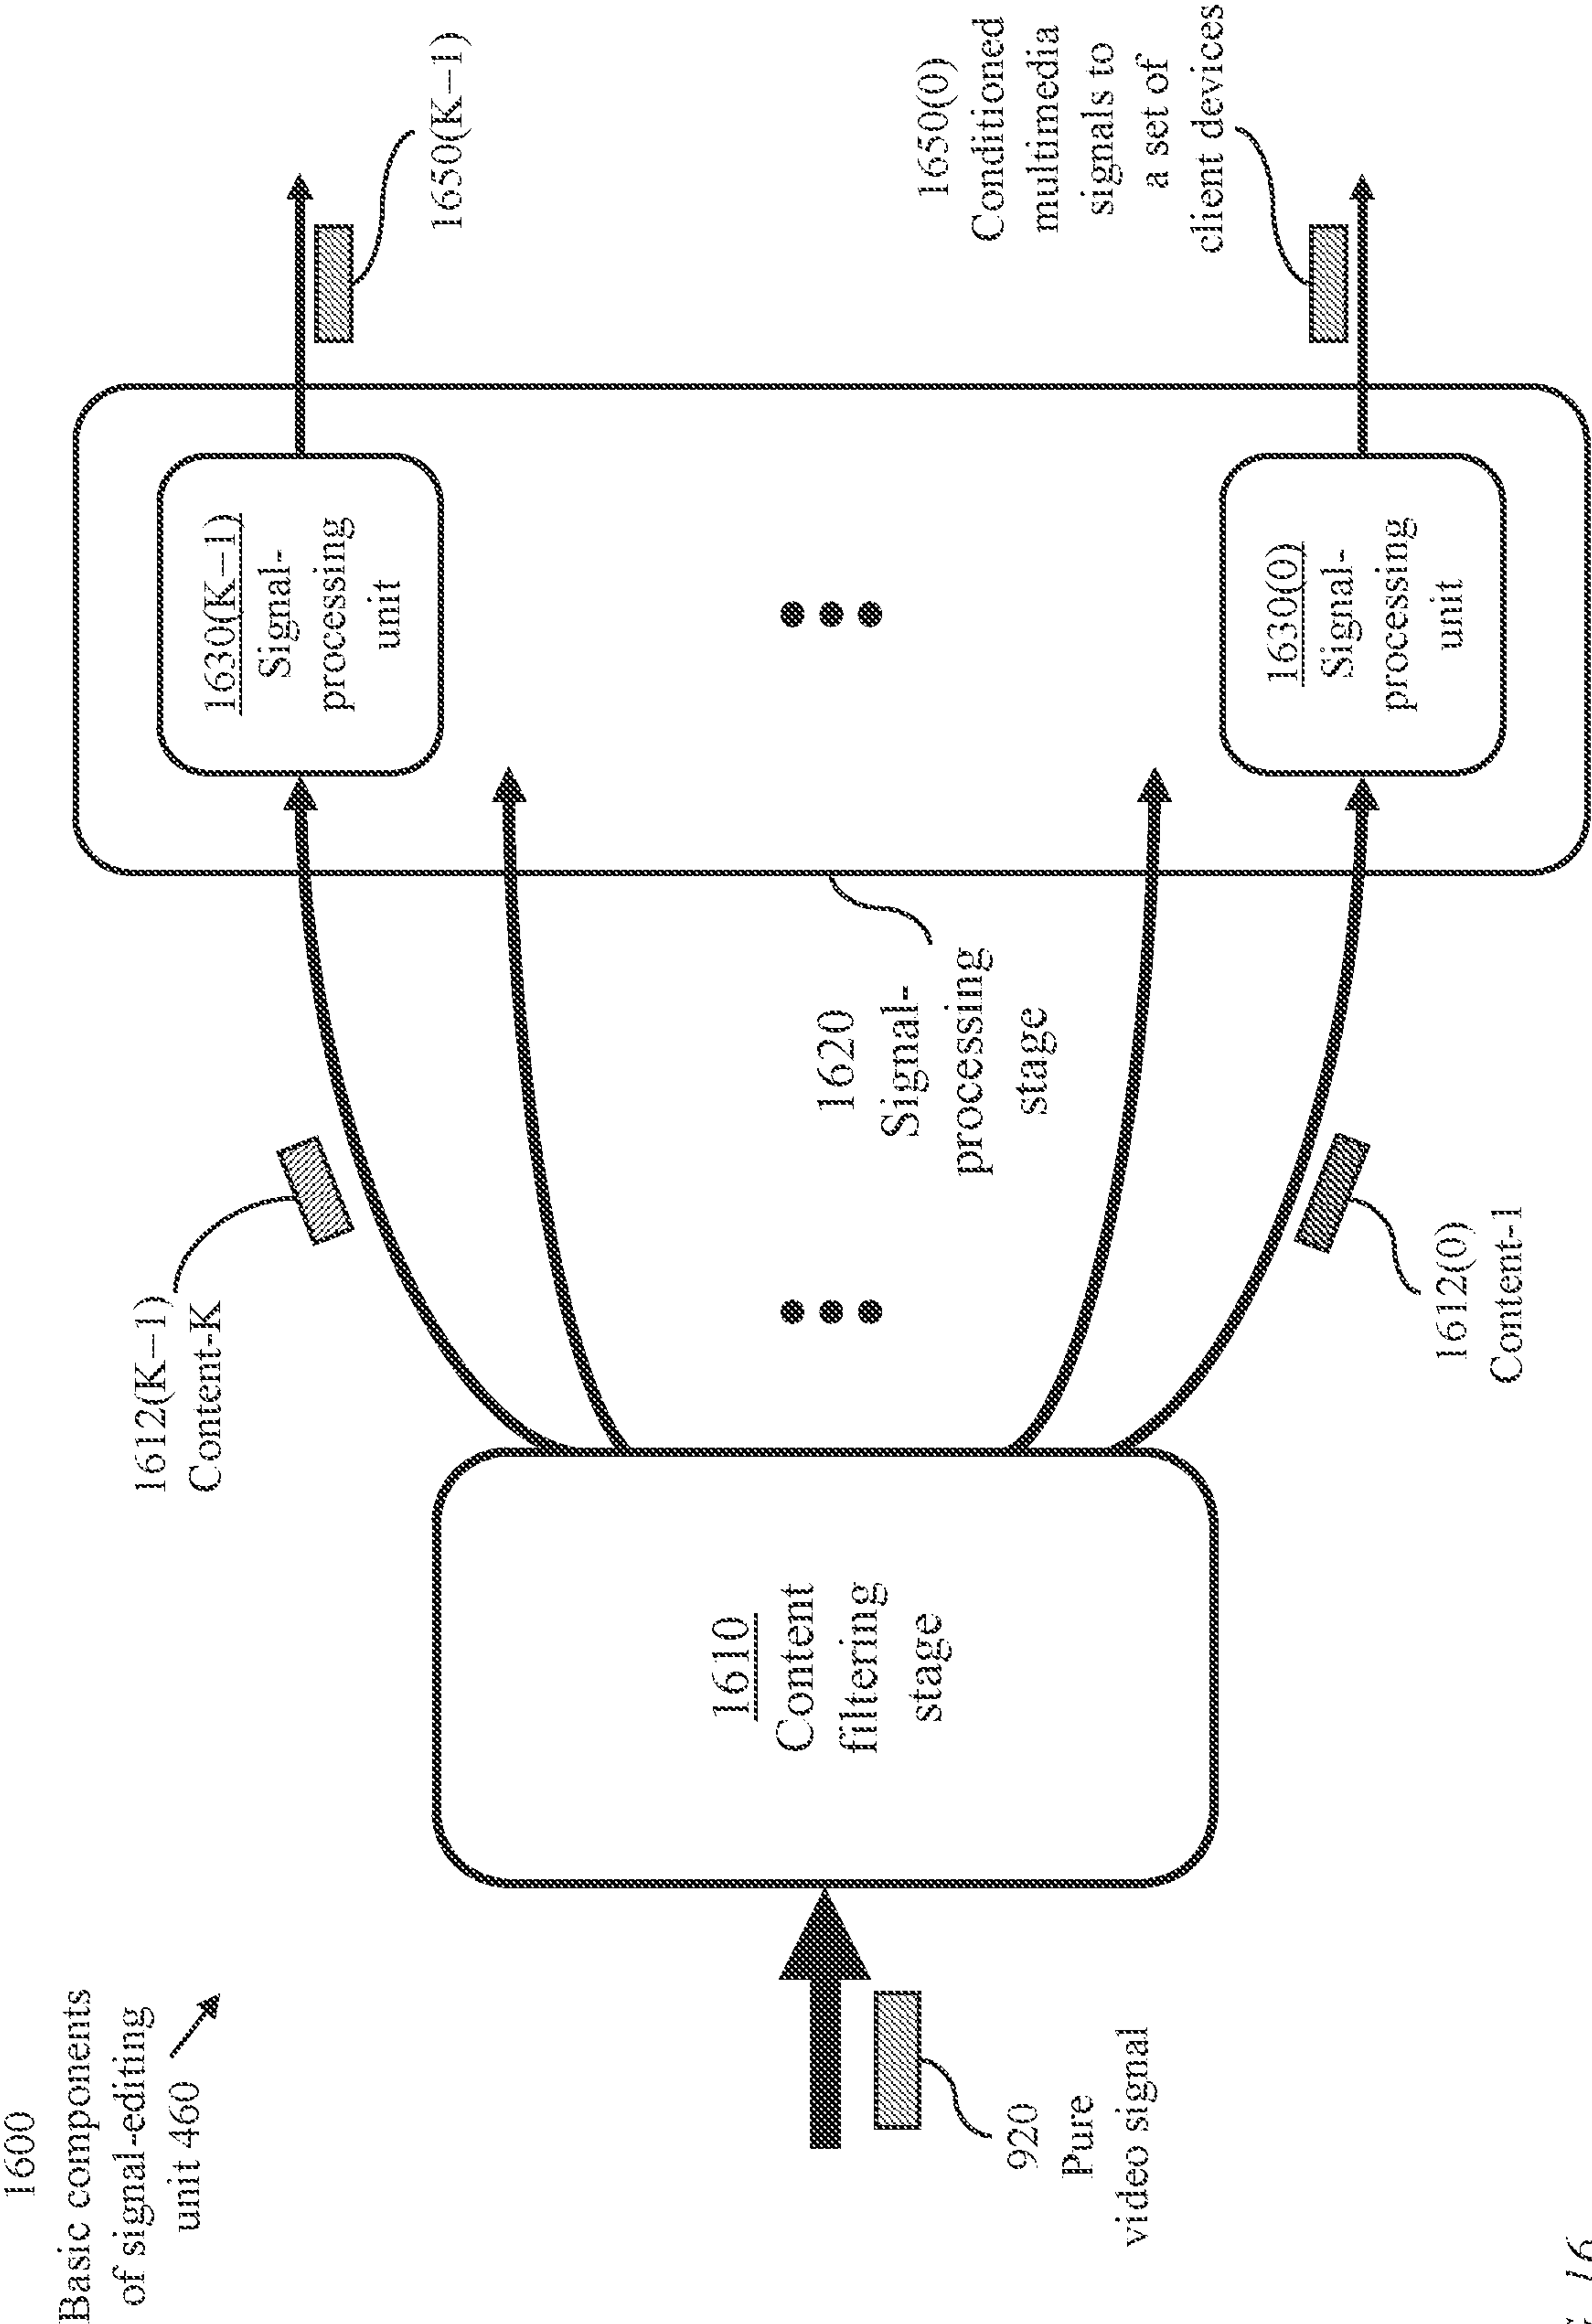 1600
Basic components
of signal-editing
unit 460
920
Pure
video signal
1610
Content
filtering
stage
1612(K−1)
Content-K
1612(0)
Content-1
1620
Signal-
processing
stage
1630(K−1)
Signal-
processing
unit
1630(0)
Signal-
processing
unit
1650(K−1)
1650(0)
Conditioned
multimedia
signals to
a set of
client devices
16